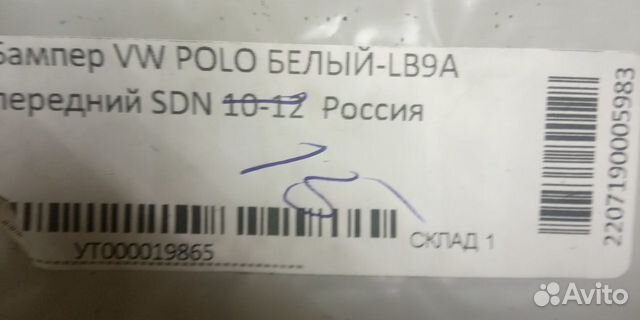 Бампер VW POLO БЕЛЫЙ-LB9A
передний SDN 10-12 Россия
УТ000019865
СКЛАД 1
2207190005983
Avito